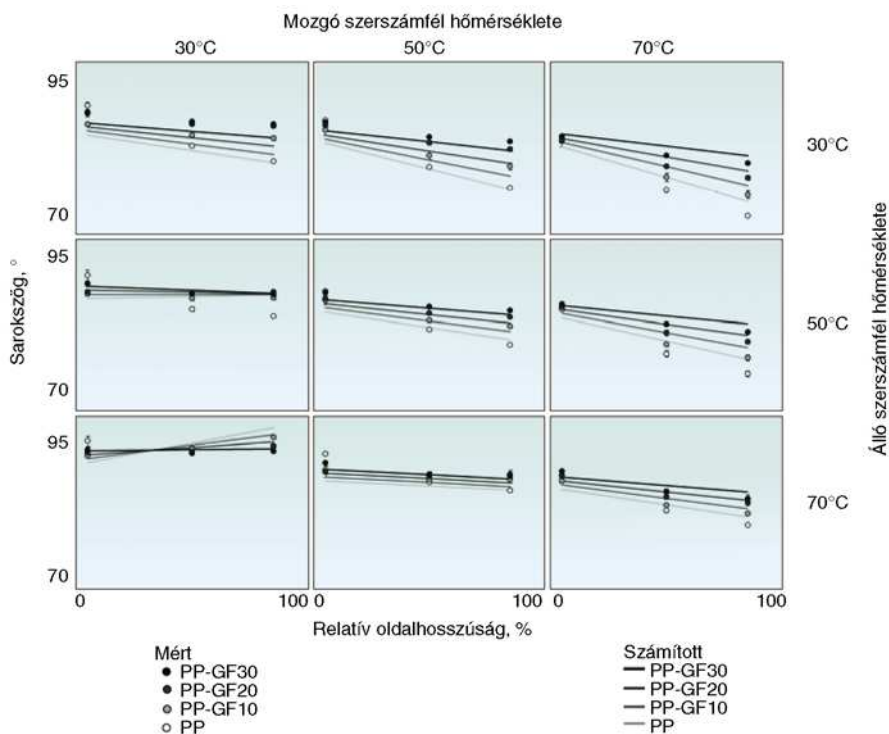 Mozgó szerszámfél hőmérséklete
30°C 50°C 70°C
95
70
30°C
95
70
50°C
95
70
70°C
Sarokszög, °
Álló szerszámfél hőmérséklete
0 100 0 100 0 100
Relatív oldalhosszúság, %
Mért
PP-GF30
PP-GF20
PP-GF10
PP
Számított
PP-GF30
PP-GF20
PP-GF10
PP